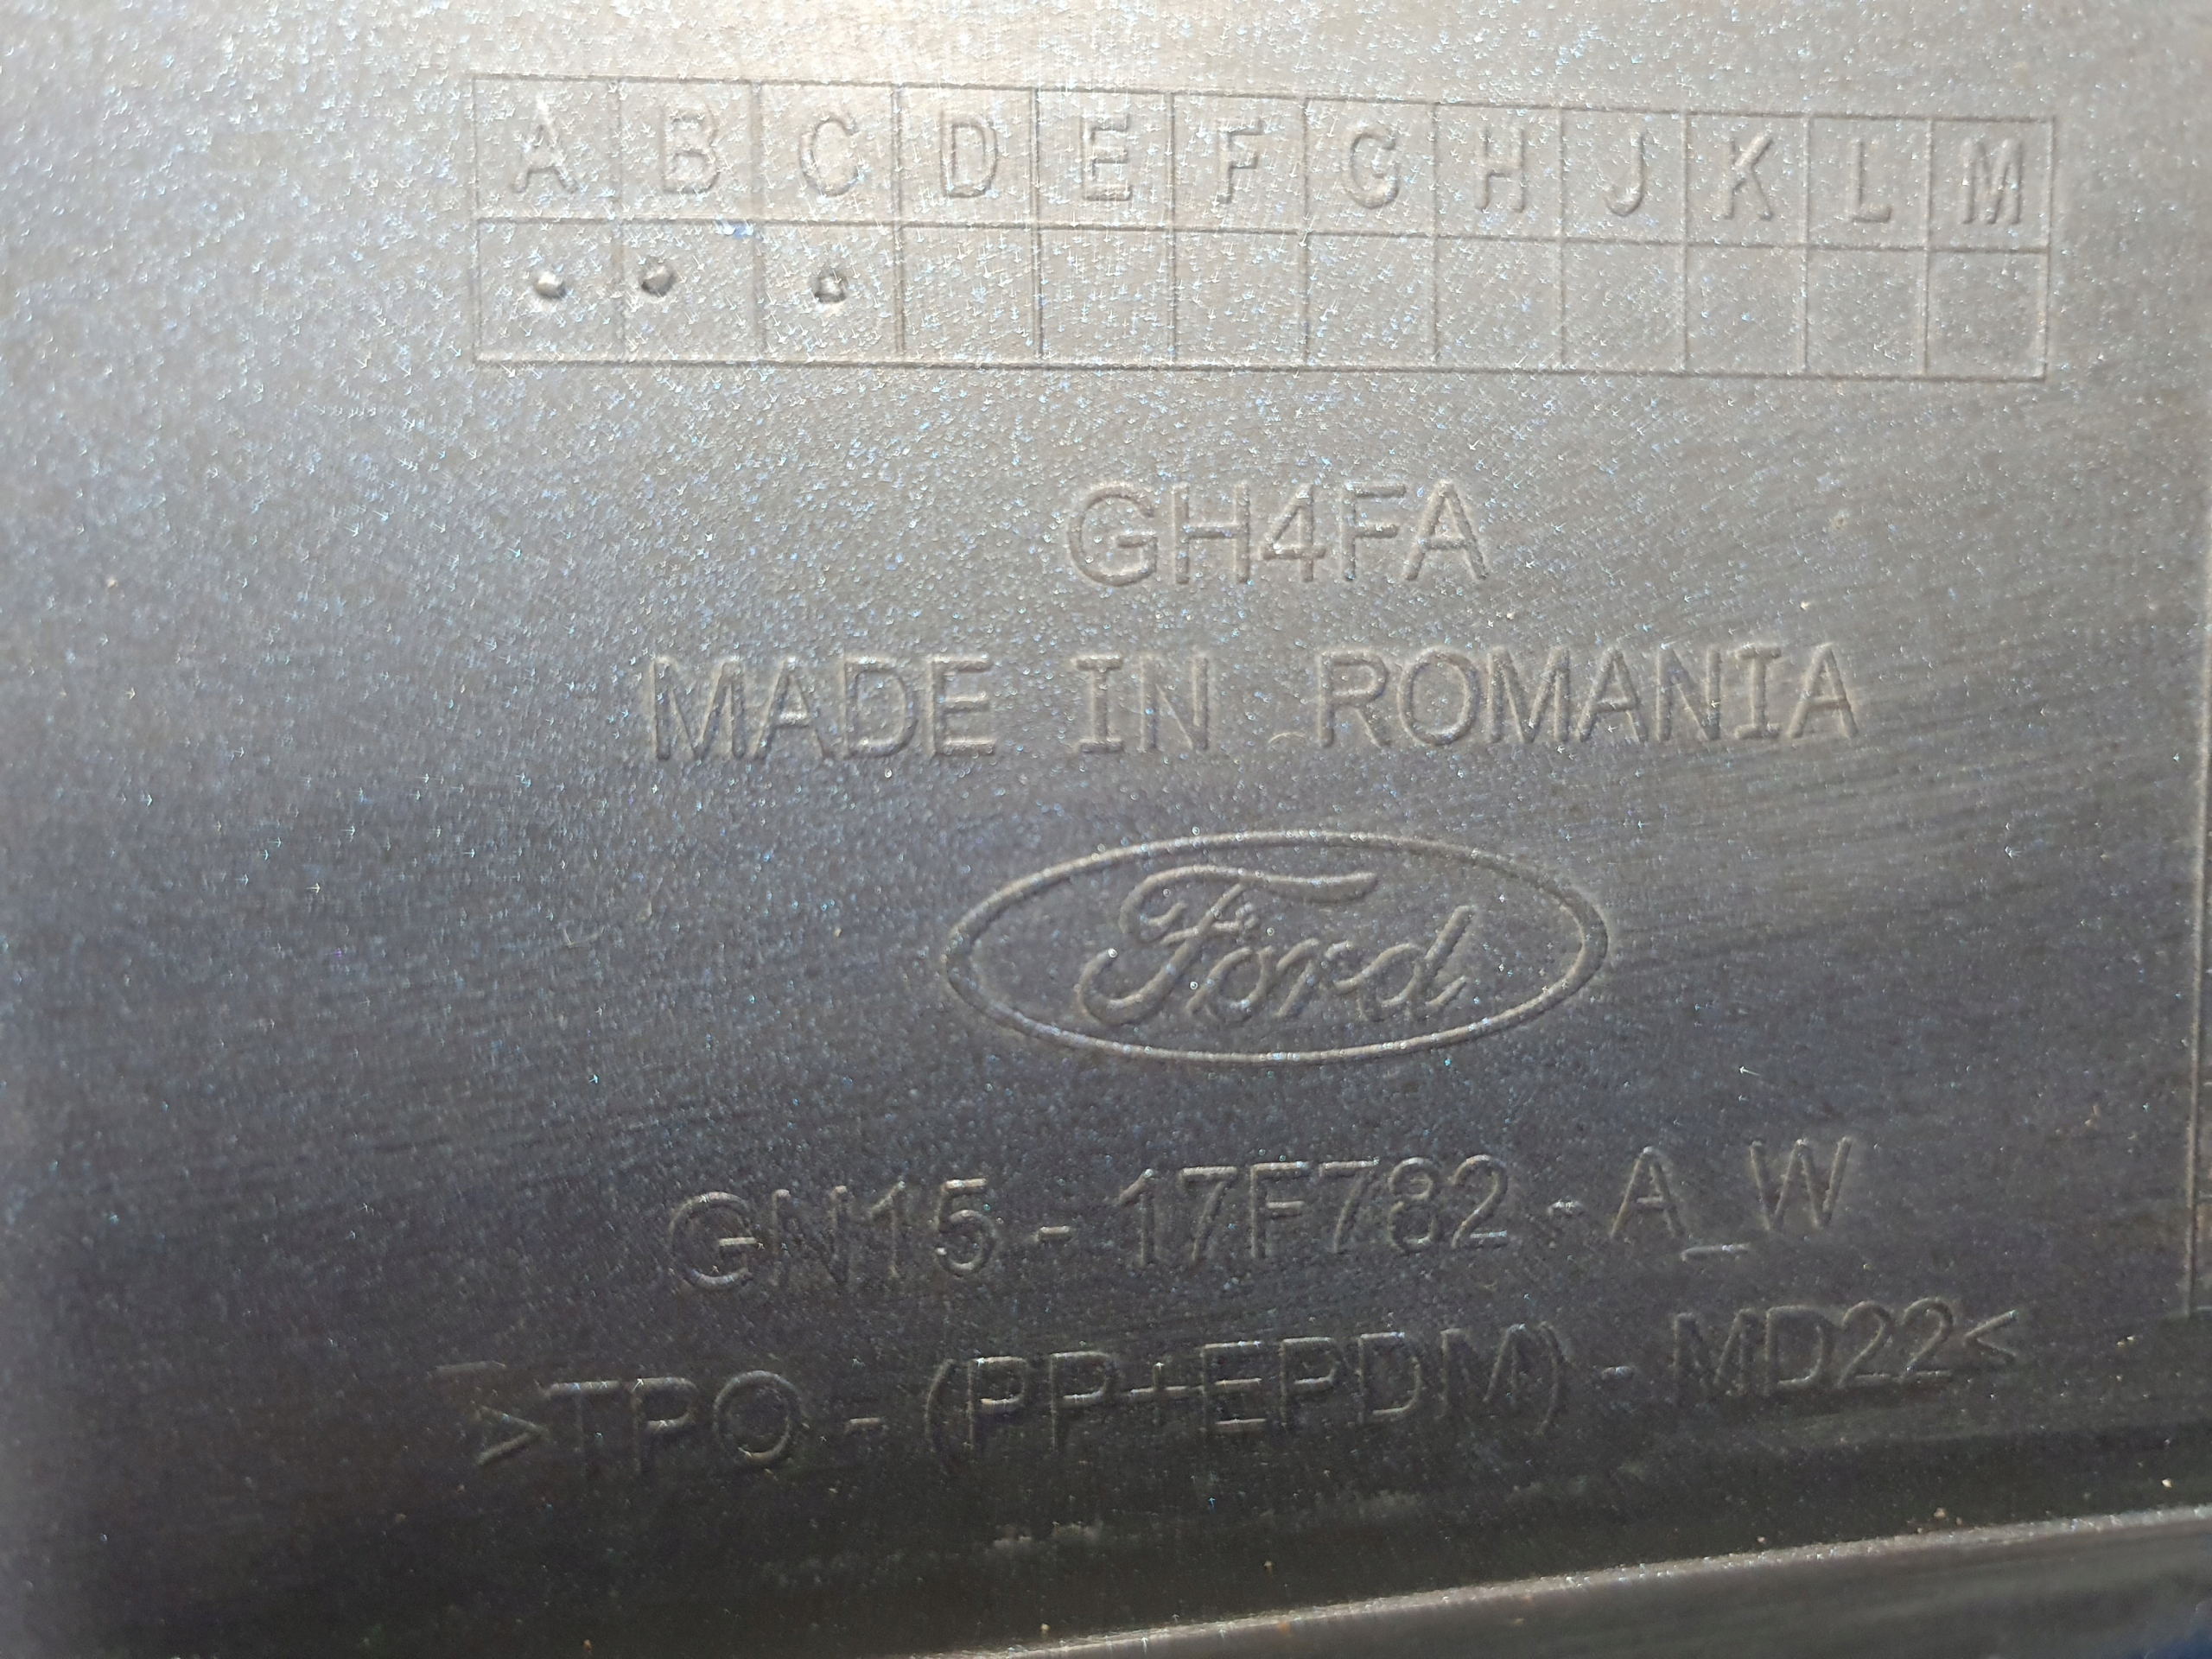 A B C D E F G H J K L M
GH4FA
MADE IN ROMANIA
Ford
GN15-17F782-A_W
>TPO-(PP+EPDM)-MD22<